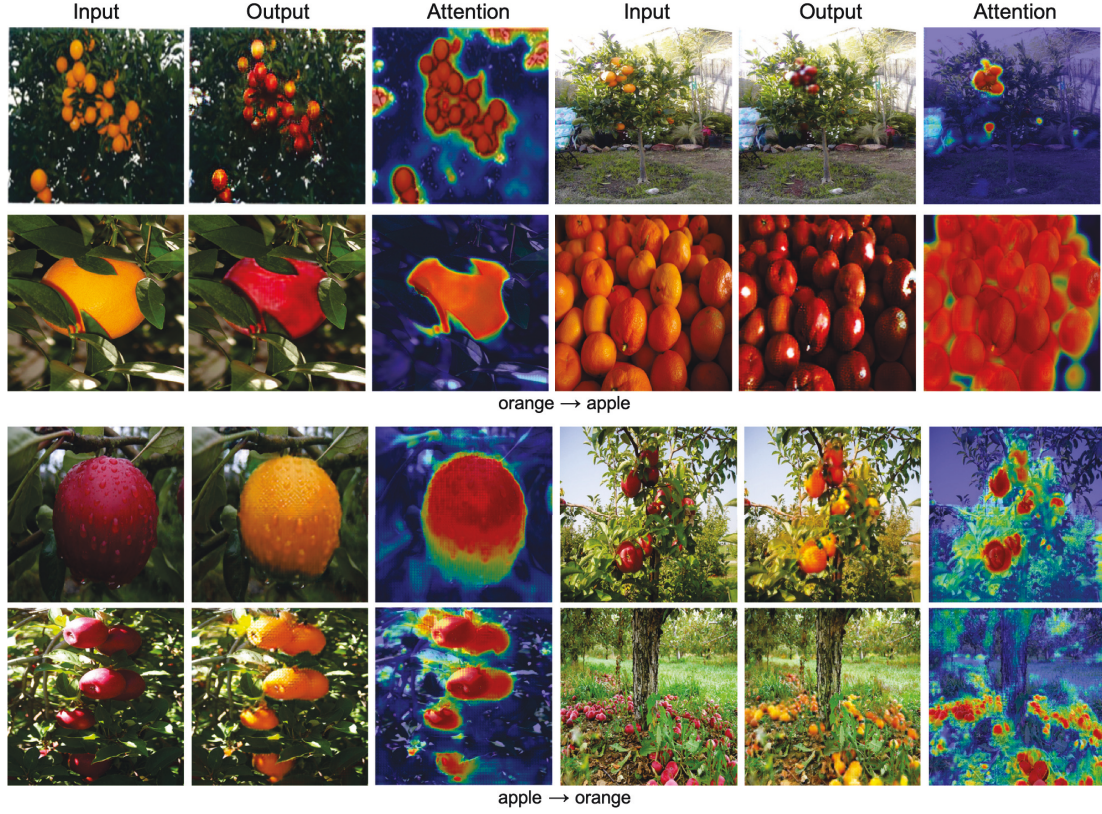 Input Output Attention Input Output Attention
orange → apple
apple → orange